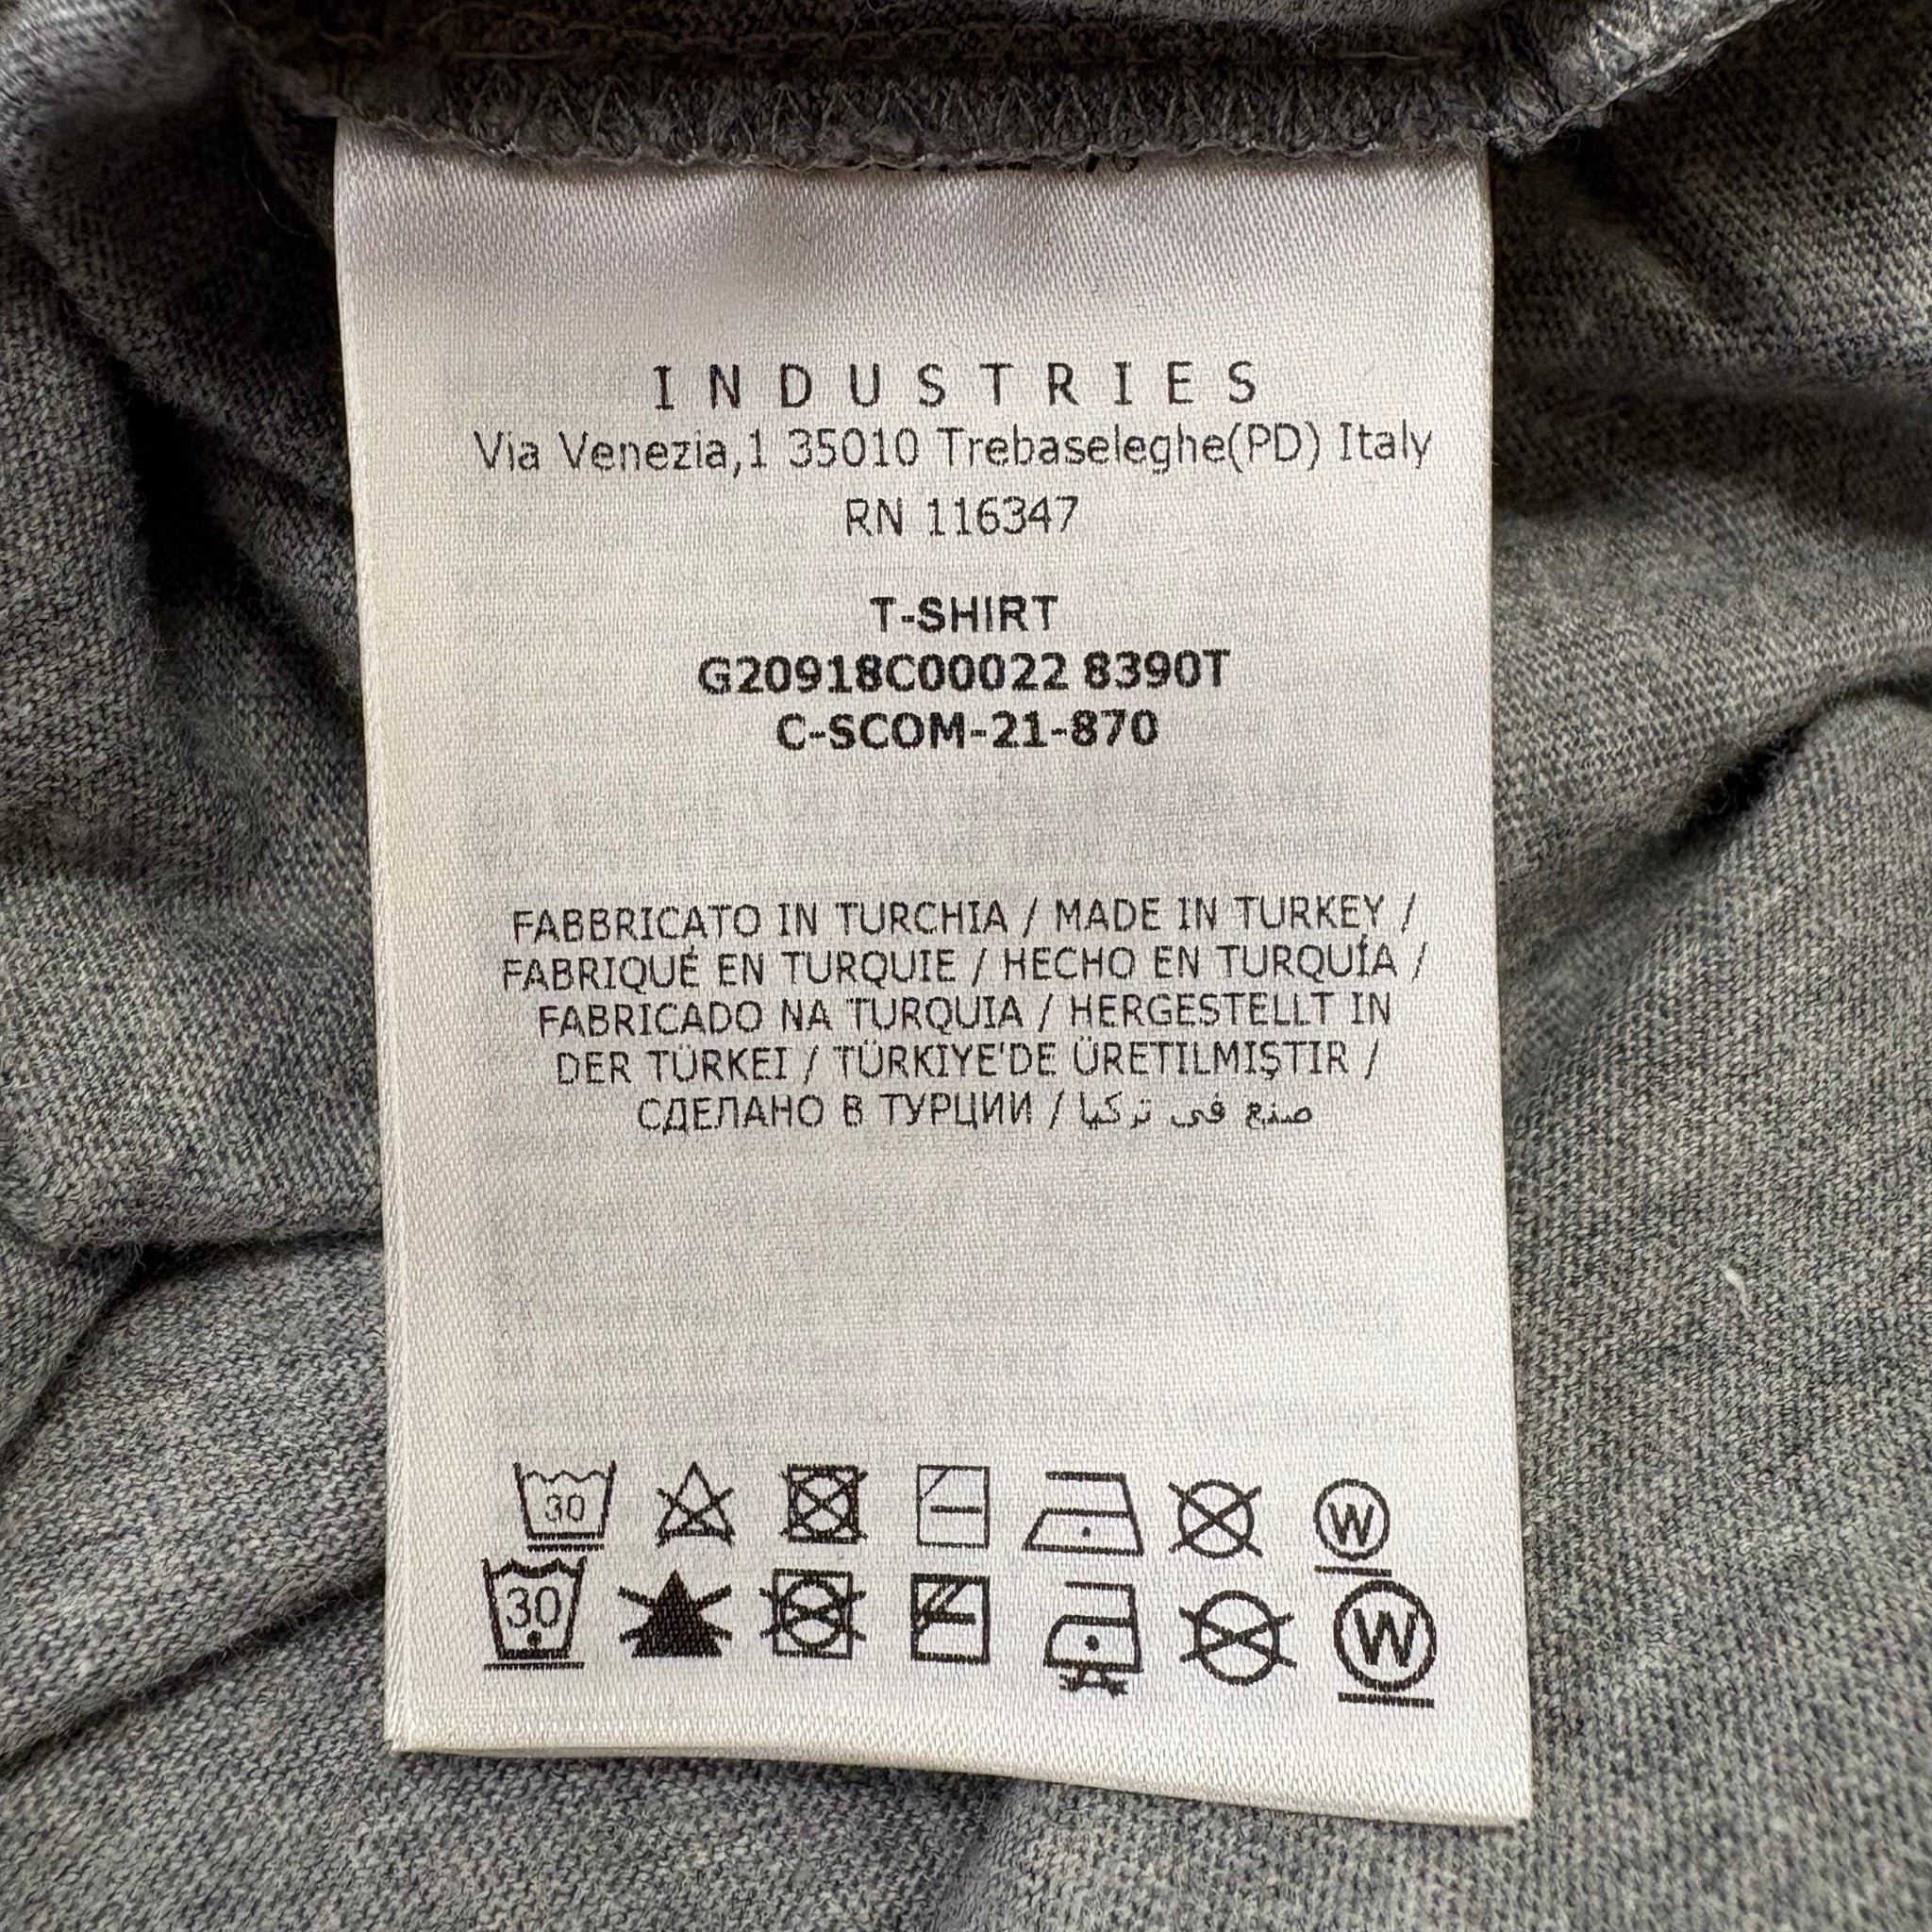 INDUSTRIES
Via Venezia,1 35010 Trebaseleghe(PD) Italy
RN 116347
T-SHIRT
G20918C00022 8390T
C-SCOM-21-870
FABBRICATO IN TURCHIA / MADE IN TURKEY /
FABRIQUÉ EN TURQUIE / HECHO EN TURQUÍA /
FABRICADO NA TURQUIA / HERGESTELLT IN
DER TÜRKEI / TÜRKIYE'DE ÜRETILMIŞTIR /
СДЕЛАНО В ТУРЦИИ / صنع في تركيا
30 W
30 W